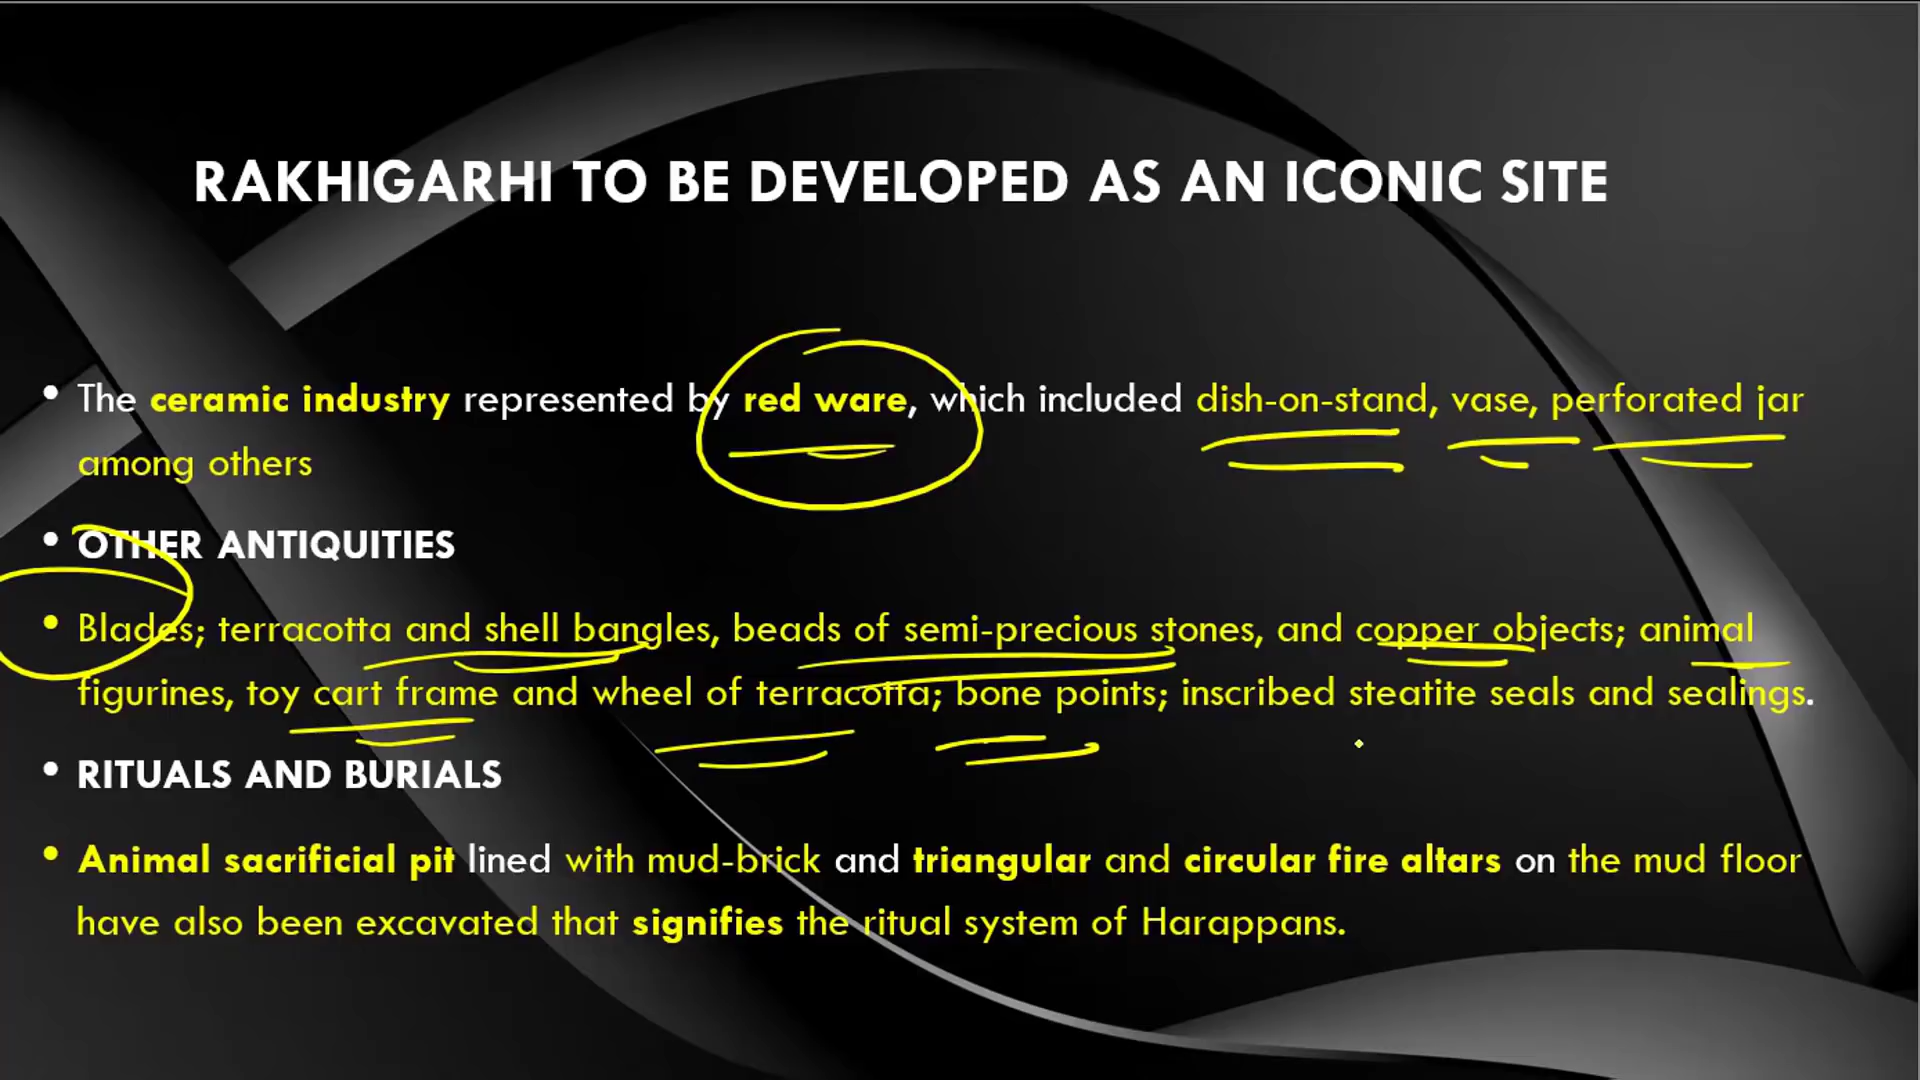 RAKHIGARHI TO BE DEVELOPED AS AN ICONIC SITE
• The ceramic industry represented by red ware, which included dish-on-stand, vase, perforated jar
among others
• OTHER ANTIQUITIES
• Blades; terracotta and shell bangles, beads of semi-precious stones, and copper objects; animal
figurines, toy cart frame and wheel of terracotta; bone points; inscribed steatite seals and sealings.
• RITUALS AND BURIALS
• Animal sacrificial pit lined with mud-brick and triangular and circular fire altars on the mud floor
have also been excavated that signifies the ritual system of Harappans.